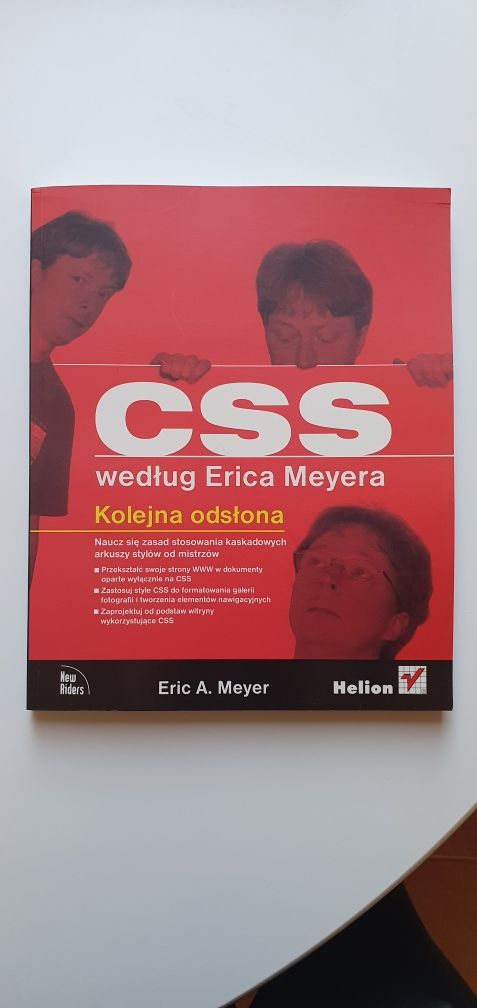 CSS
według Erica Meyera
Kolejna odsłona
Naucz się zasad stosowania kaskadowych
arkuszy stylów od mistrzów
Przekształć swoje strony WWW w dokumenty
oparte wyłącznie na CSS
Zastosuj style CSS do formatowania galerii
fotografii i tworzenia elementów nawigacyjnych
Zaprojektuj od podstaw witryny
wykorzystujące CSS
New
Riders
Eric A. Meyer
Helion